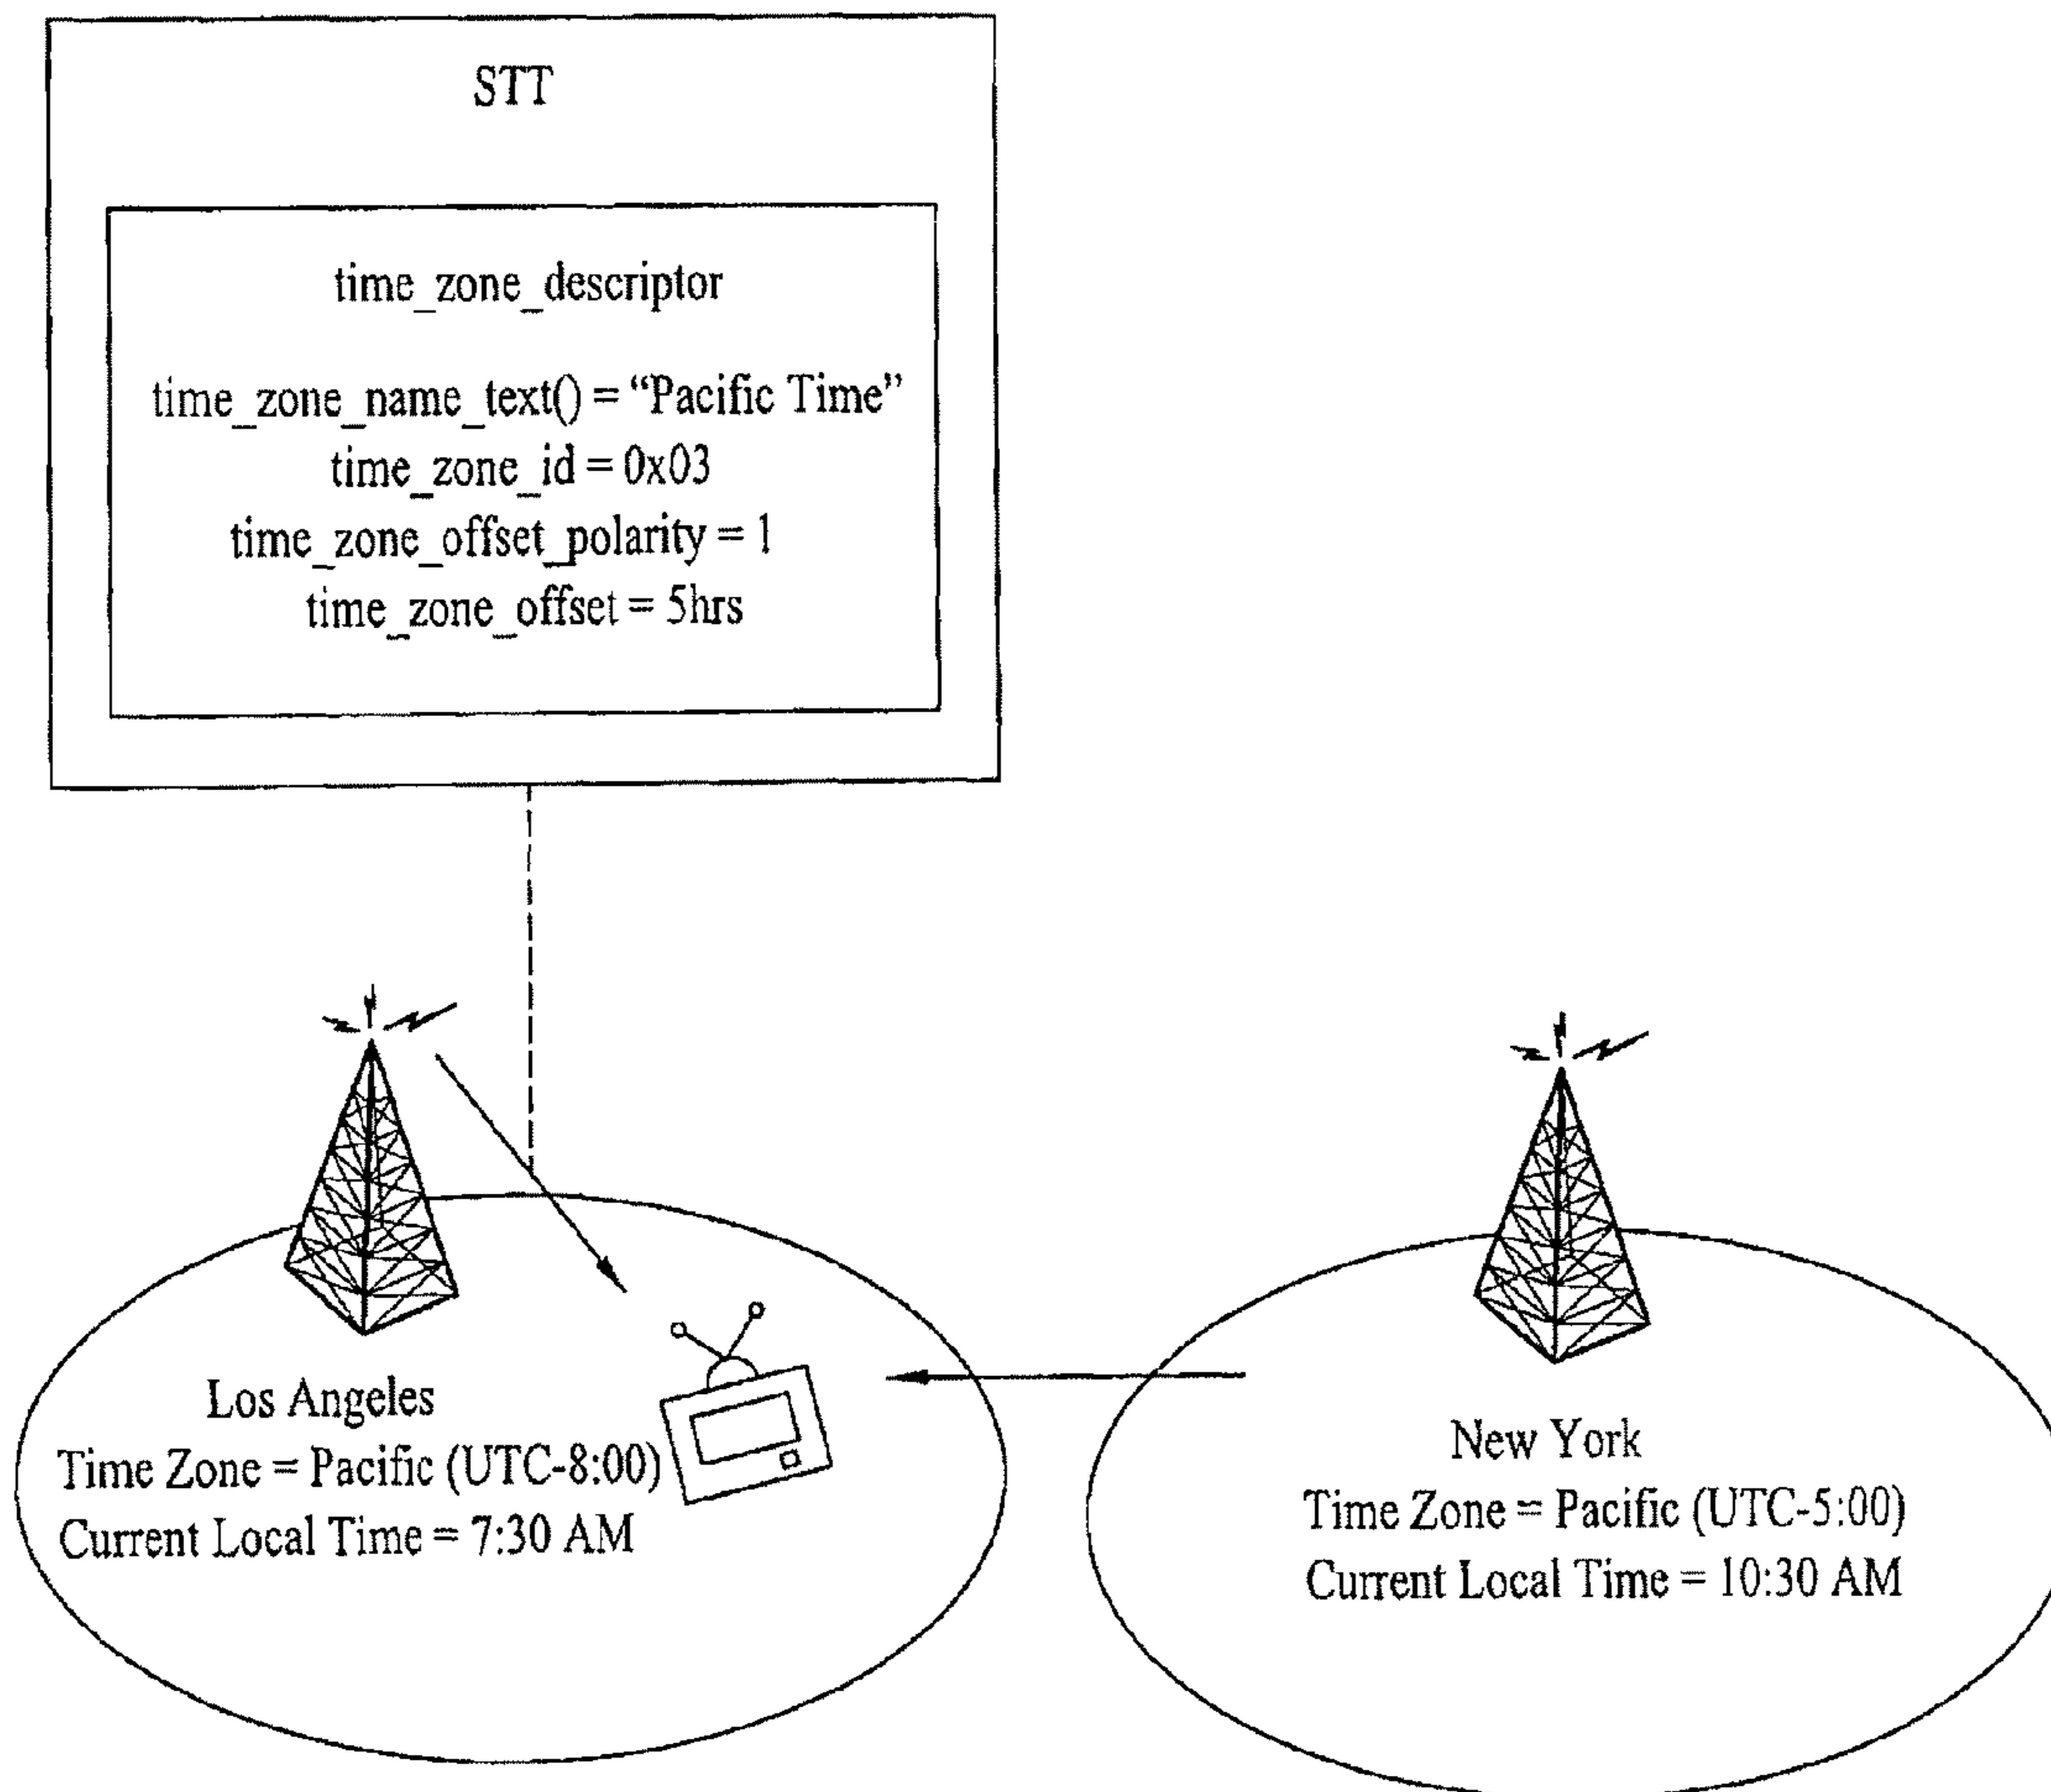 STT
time_zone_descriptor
time_zone_name_text() = “Pacific Time”
time_zone_id = 0x03
time_zone_offset_polarity = 1
time_zone_offset = 5hrs
Los Angeles
Time Zone = Pacific (UTC-8:00)
Current Local Time = 7:30 AM
New York
Time Zone = Pacific (UTC-5:00)
Current Local Time = 10:30 AM